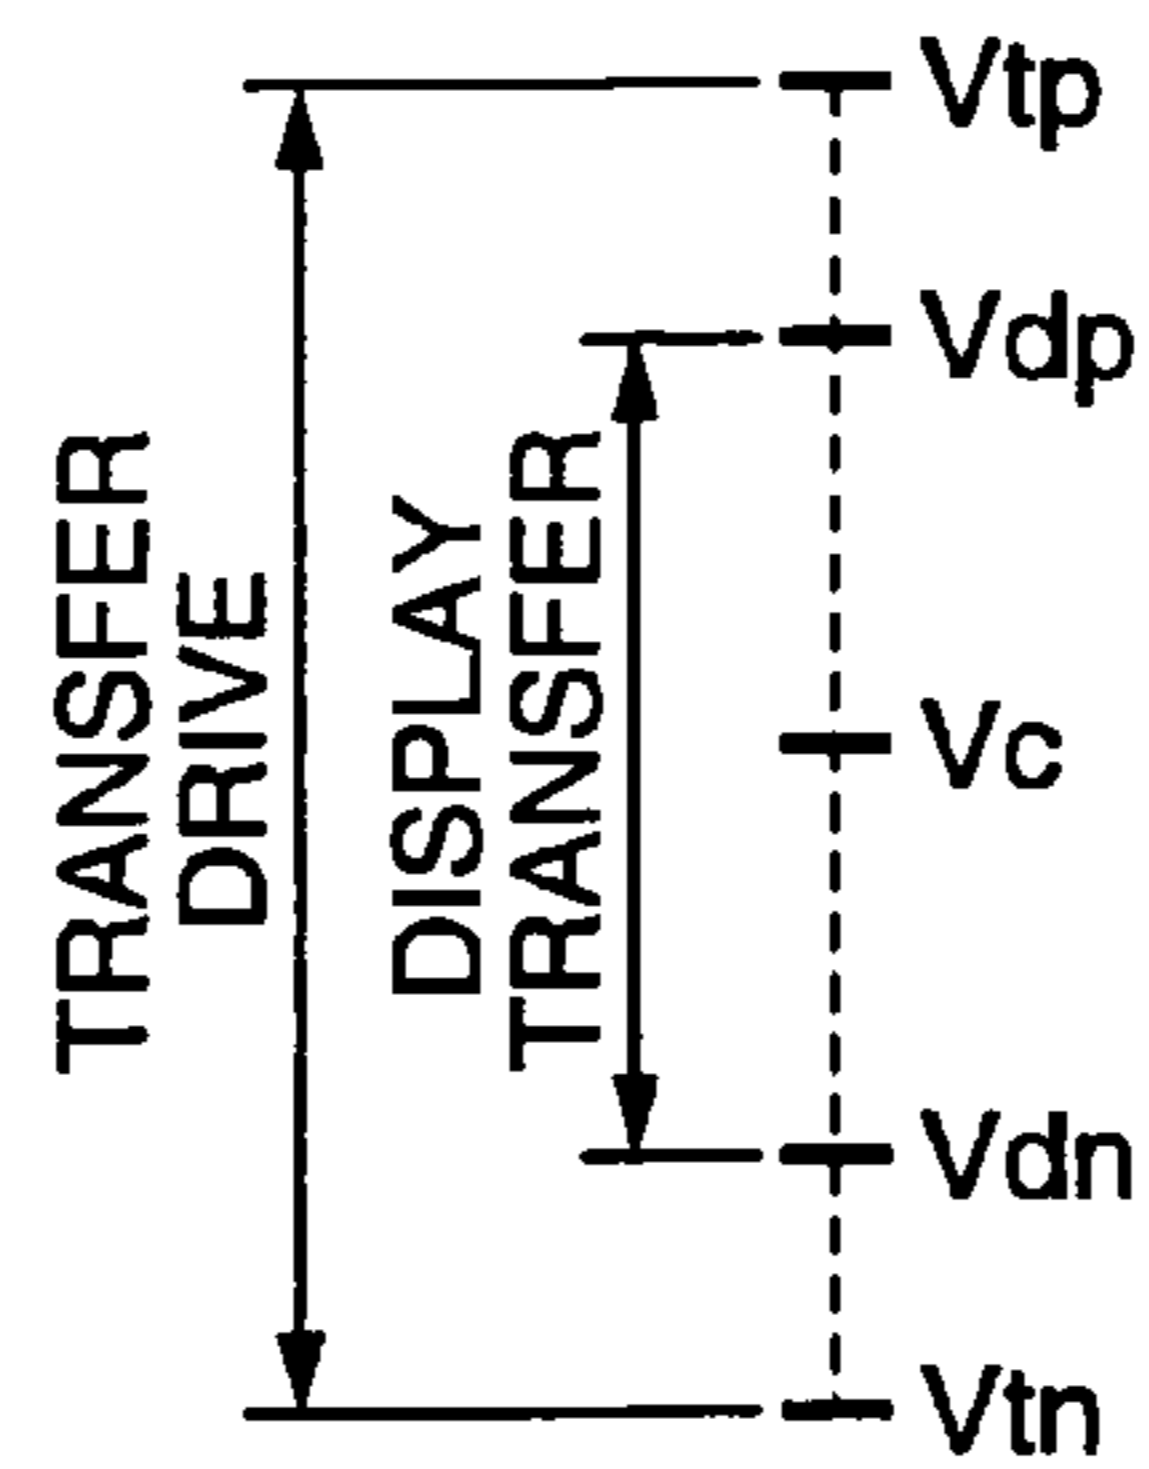 TRANSFER
DRIVE
DISPLAY
TRANSFER
Vtp
Vdp
Vc
Vdn
Vtn